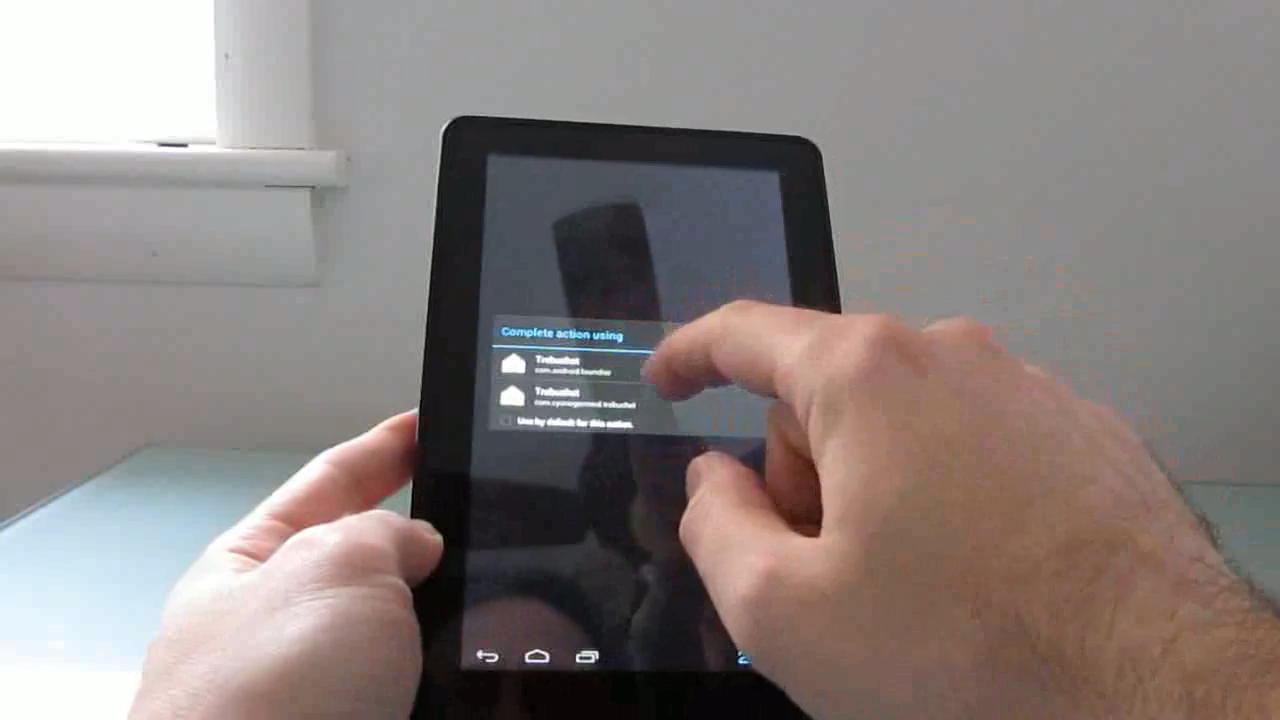 Complete action using
Trebuchet
com.android.launcher
Trebuchet
com.cyanogenmod.trebuchet
Use by default for this action.